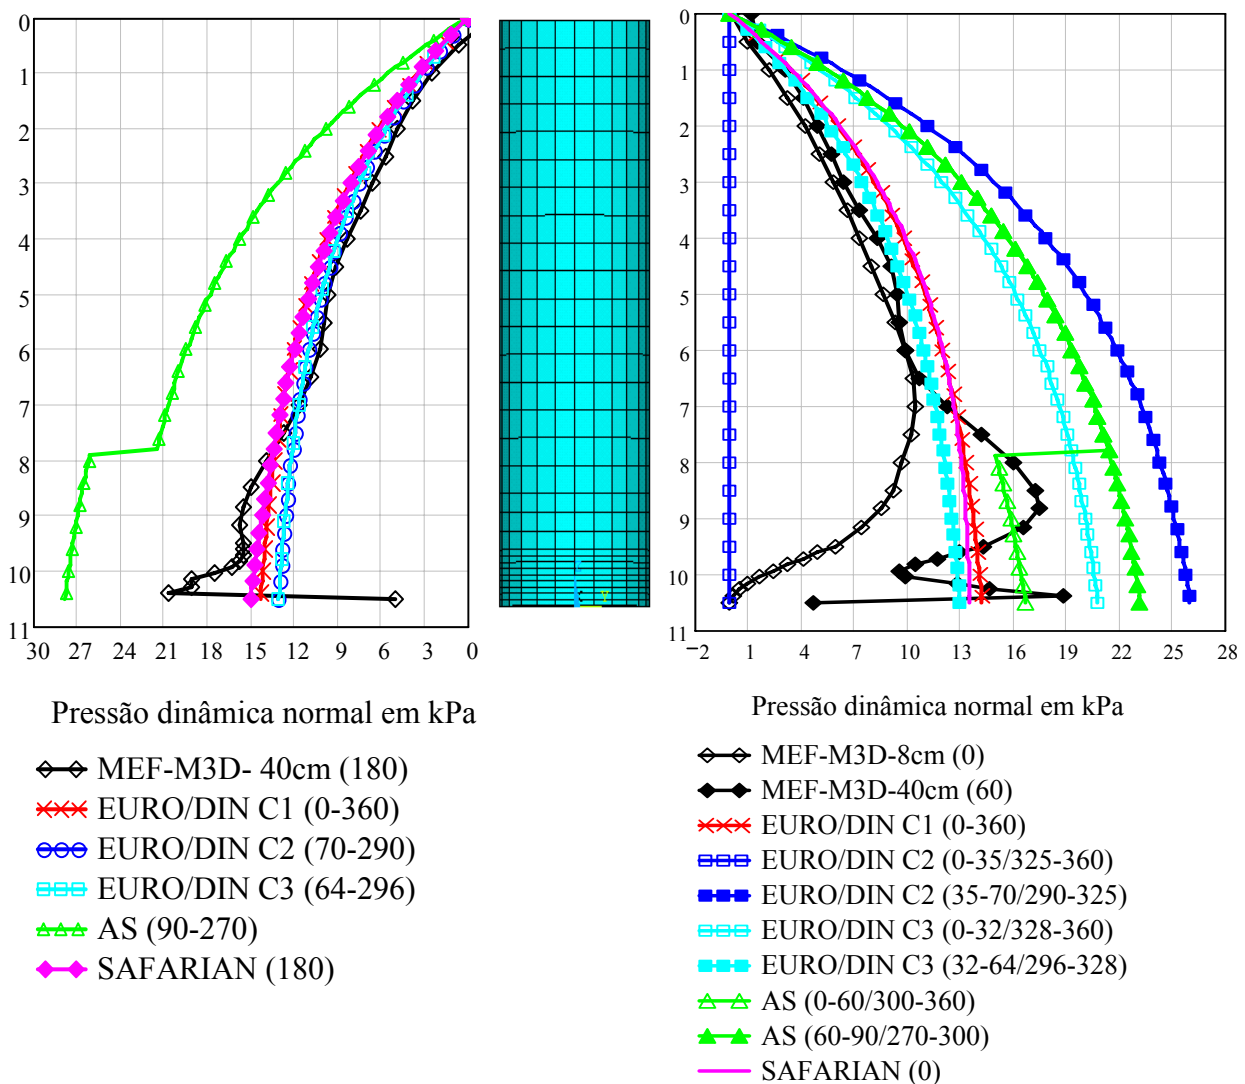 0
1
2
3
4
5
6
7
8
9
10
11
30 27 24 21 18 15 12 9 6 3 0
Pressão dinâmica normal em kPa
MEF-M3D- 40cm (180)
EURO/DIN C1 (0-360)
EURO/DIN C2 (70-290)
EURO/DIN C3 (64-296)
AS (90-270)
SAFARIAN (180)
Y
0
1
2
3
4
5
6
7
8
9
10
11
−2 1 4 7 10 13 16 19 22 25 28
Pressão dinâmica normal em kPa
MEF-M3D-8cm (0)
MEF-M3D-40cm (60)
EURO/DIN C1 (0-360)
EURO/DIN C2 (0-35/325-360)
EURO/DIN C2 (35-70/290-325)
EURO/DIN C3 (0-32/328-360)
EURO/DIN C3 (32-64/296-328)
AS (0-60/300-360)
AS (60-90/270-300)
SAFARIAN (0)